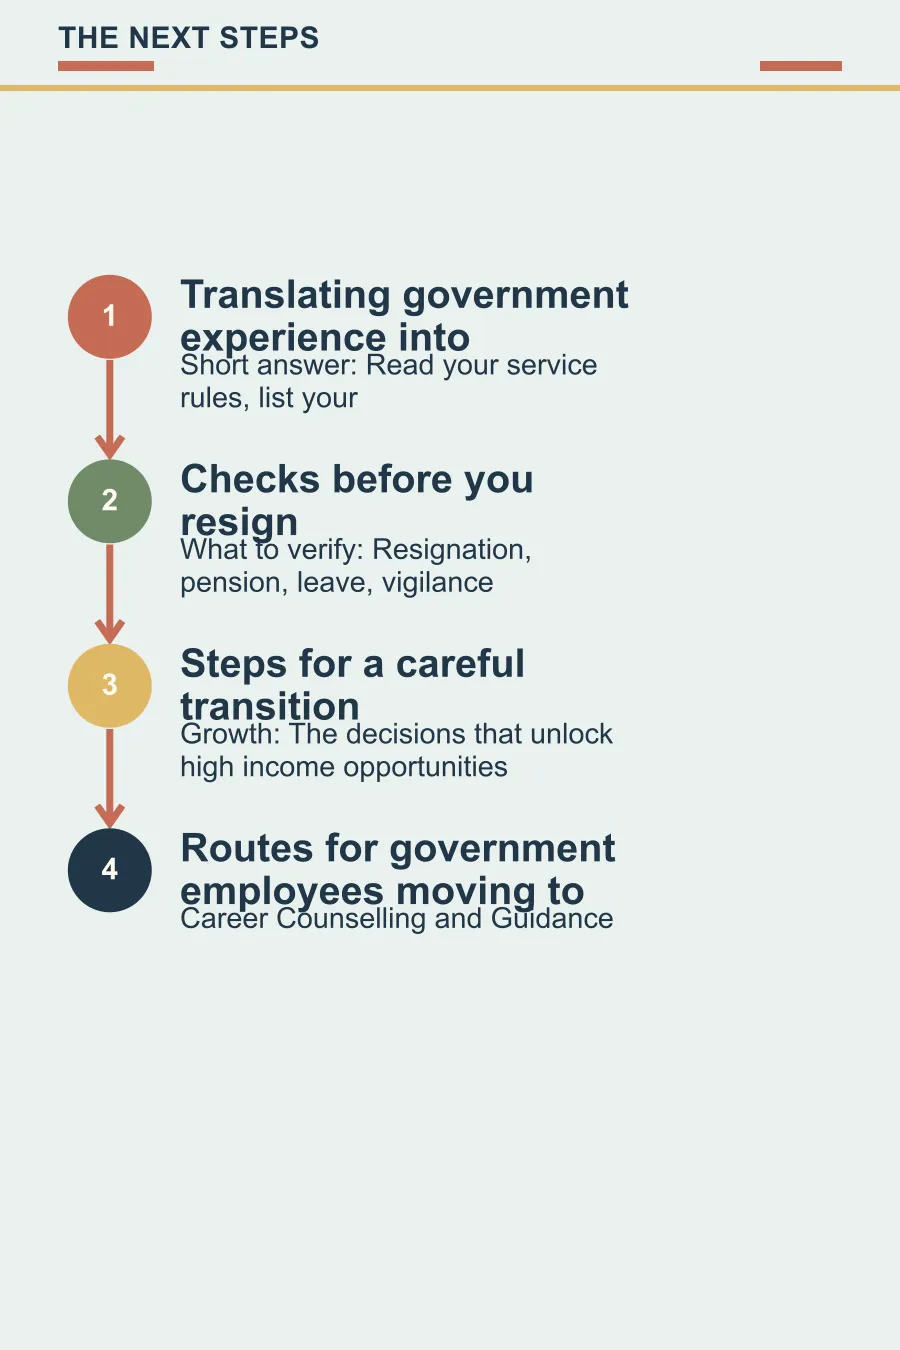 THE NEXT STEPS
1
Translating government
experience into
Short answer: Read your service
rules, list your
2
Checks before you
resign
What to verify: Resignation,
pension, leave, vigilance
3
Steps for a careful
transition
Growth: The decisions that unlock
high income opportunities
4
Routes for government
employees moving to
Career Counselling and Guidance